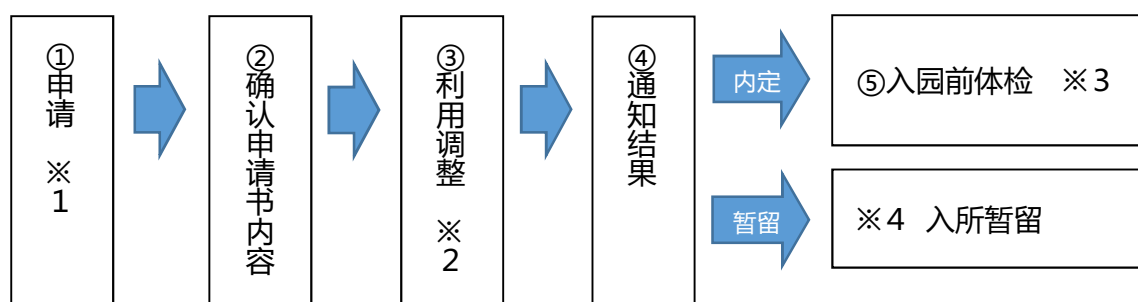 ①申请　※1
②确认申请书内容
③利用调整　※2
④通知结果
内定
⑤入园前体检　※3
暂留
※4　入所暂留